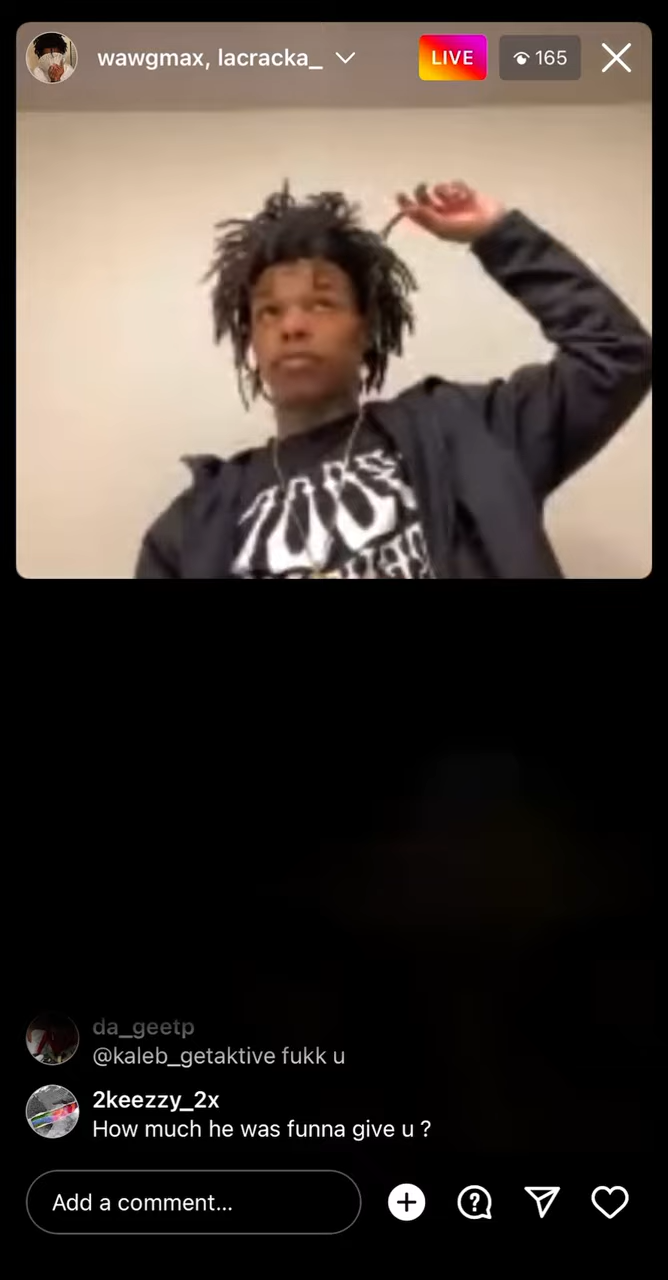 wawgmax, lacracka_
LIVE
165
da_geetp
@kaleb_getaktive fukk u
2keezzy_2x
How much he was funna give u ?
Add a comment...